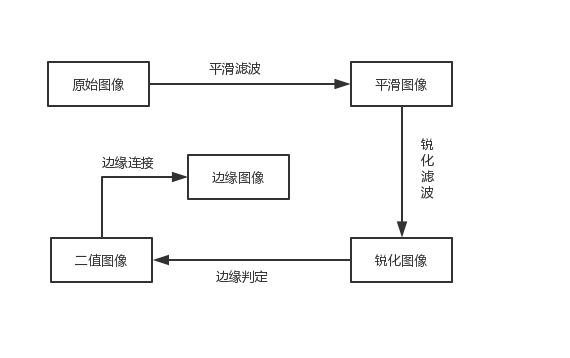 平滑滤波
原始图像
平滑图像
锐化滤波
边缘连接
边缘图像
二值图像
锐化图像
边缘判定